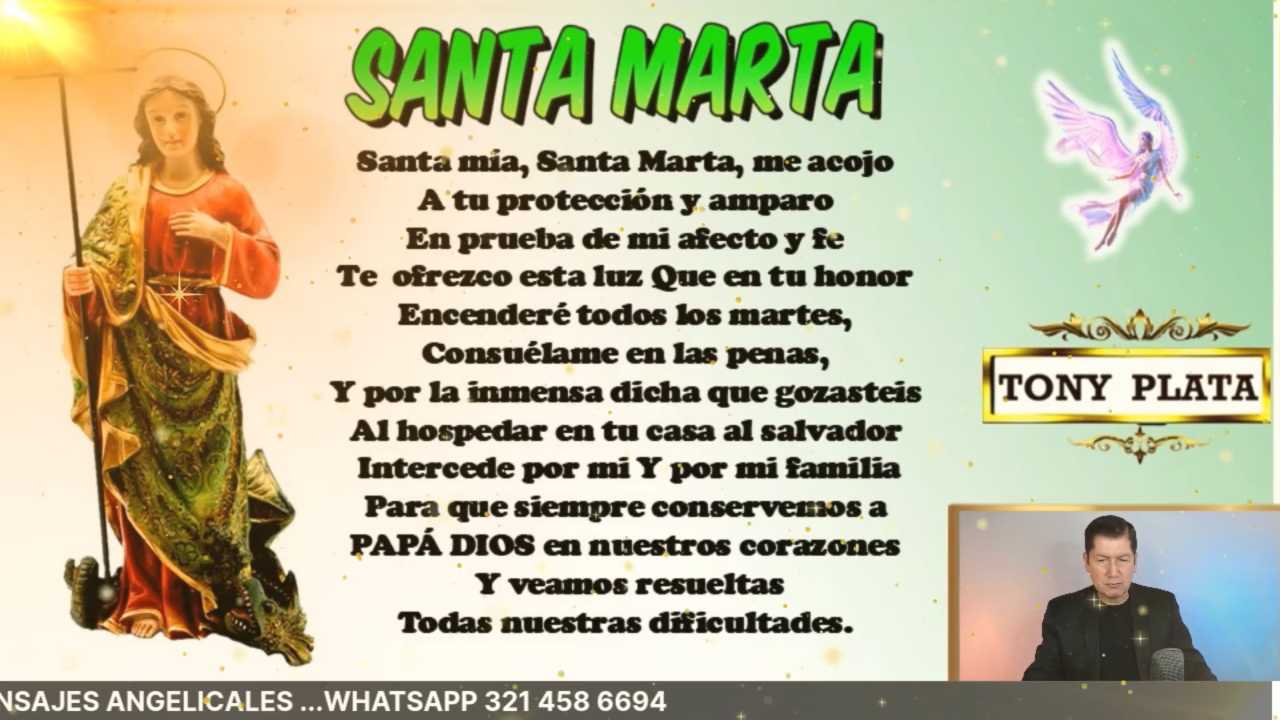 SANTA MARTA
Santa mía, Santa Marta, me acojo
A tu protección y amparo
En prueba de mi afecto y fe
Te ofrezco esta luz Que en tu honor
Encenderé todos los martes,
Consuélame en las penas,
Y por la inmensa dicha que gozasteis
Al hospedar en tu casa al salvador
Intercede por mi Y por mi familia
Para que siempre conservemos a
PAPÁ DIOS en nuestros corazones
Y veamos resueltas
Todas nuestras dificultades.
TONY PLATA
NSAJES ANGELICALES ...WHATSAPP 321 458 6694